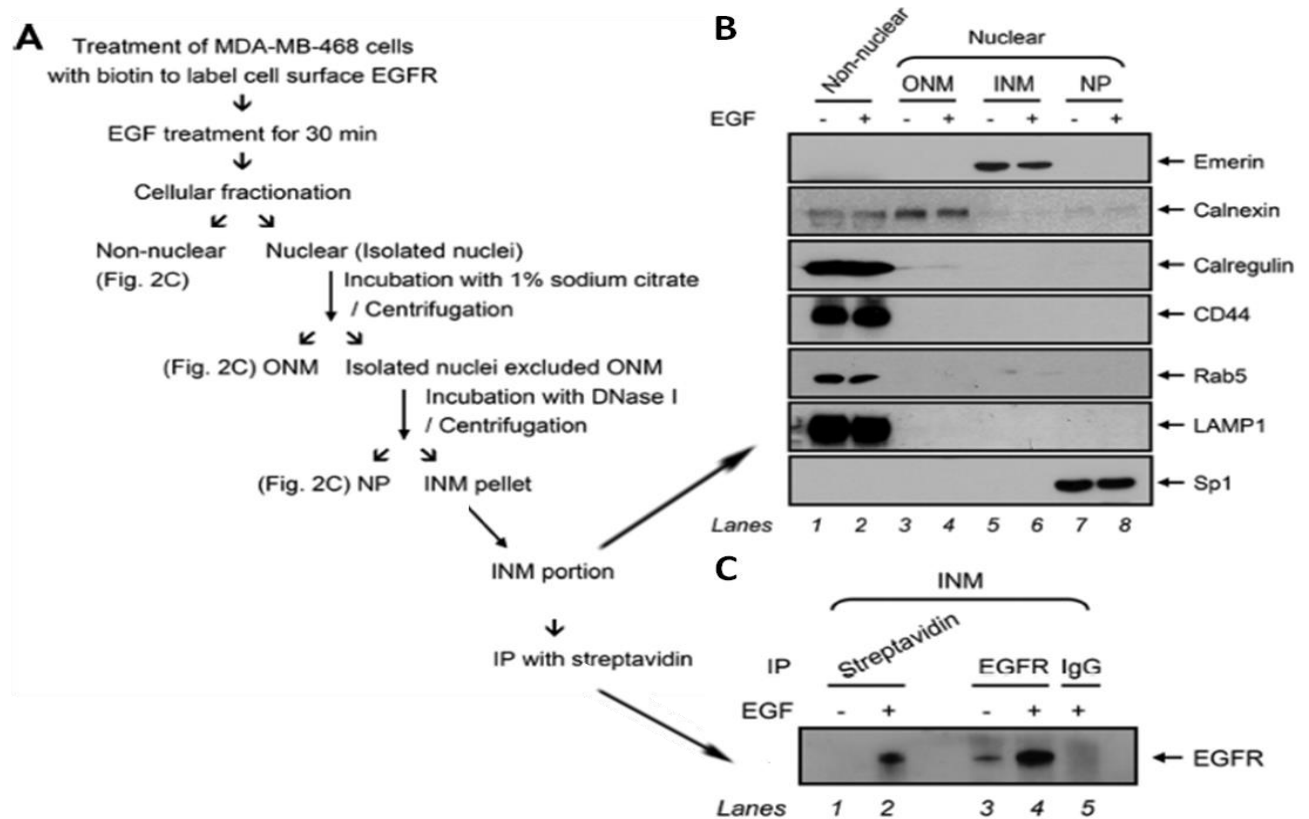 A
Treatment of MDA-MB-468 cells
with biotin to label cell surface EGFR
EGF treatment for 30 min
Cellular fractionation
Non-nuclear Nuclear (Isolated nuclei)
(Fig. 2C) Incubation with 1% sodium citrate
/ Centrifugation
(Fig. 2C) ONM Isolated nuclei excluded ONM
Incubation with DNase I
/ Centrifugation
(Fig. 2C) NP INM pellet
INM portion
IP with streptavidin
B
Non-nuclear
Nuclear
ONM INM NP
EGF - + - + - + - +
Emerin
Calnexin
Calregulin
CD44
Rab5
LAMP1
Sp1
Lanes 1 2 3 4 5 6 7 8
C
INM
IP Streptavidin EGFR IgG
EGF - + - + +
EGFR
Lanes 1 2 3 4 5